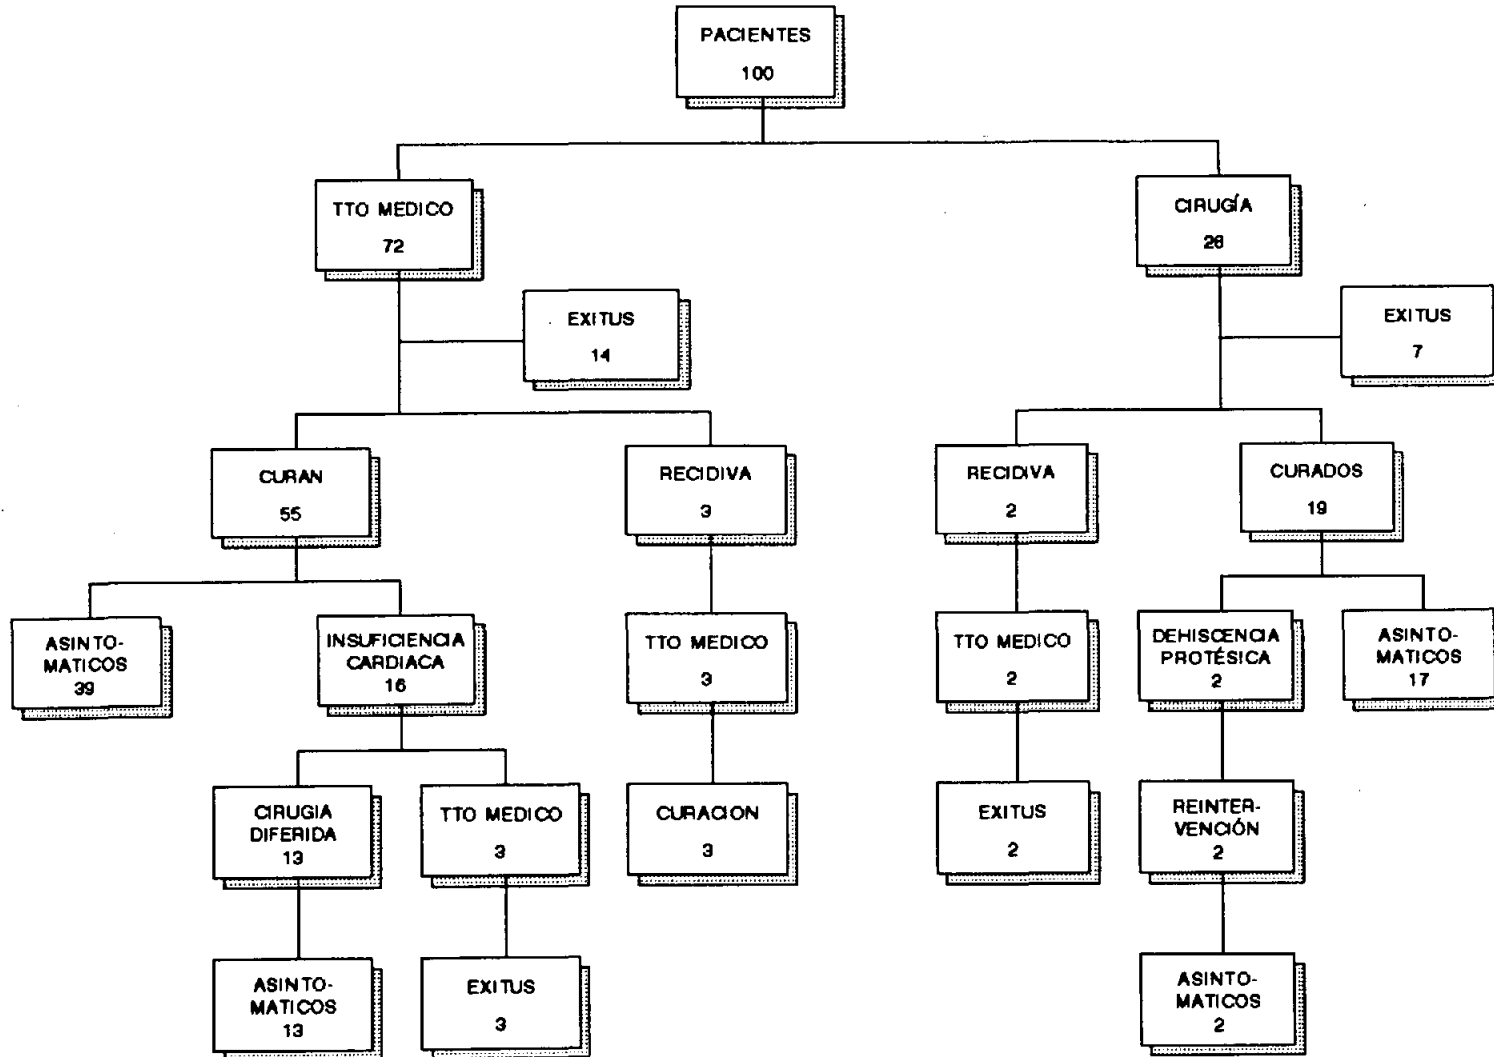 PACIENTES
100
TTO MEDICO
72
CIRUGÍA
28
EXITUS
14
EXITUS
7
CURAN
55
RECIDIVA
3
RECIDIVA
2
CURADOS
19
ASINTO-
MATICOS
39
INSUFICIENCIA
CARDIACA
16
TTO MEDICO
3
TTO MEDICO
2
DEHISCENCIA
PROTÉSICA
2
ASINTO-
MATICOS
17
CIRUGIA
DIFERIDA
13
TTO MEDICO
3
CURACION
3
EXITUS
2
REINTER-
VENCIÓN
2
ASINTO-
MATICOS
13
EXITUS
3
ASINTO-
MATICOS
2